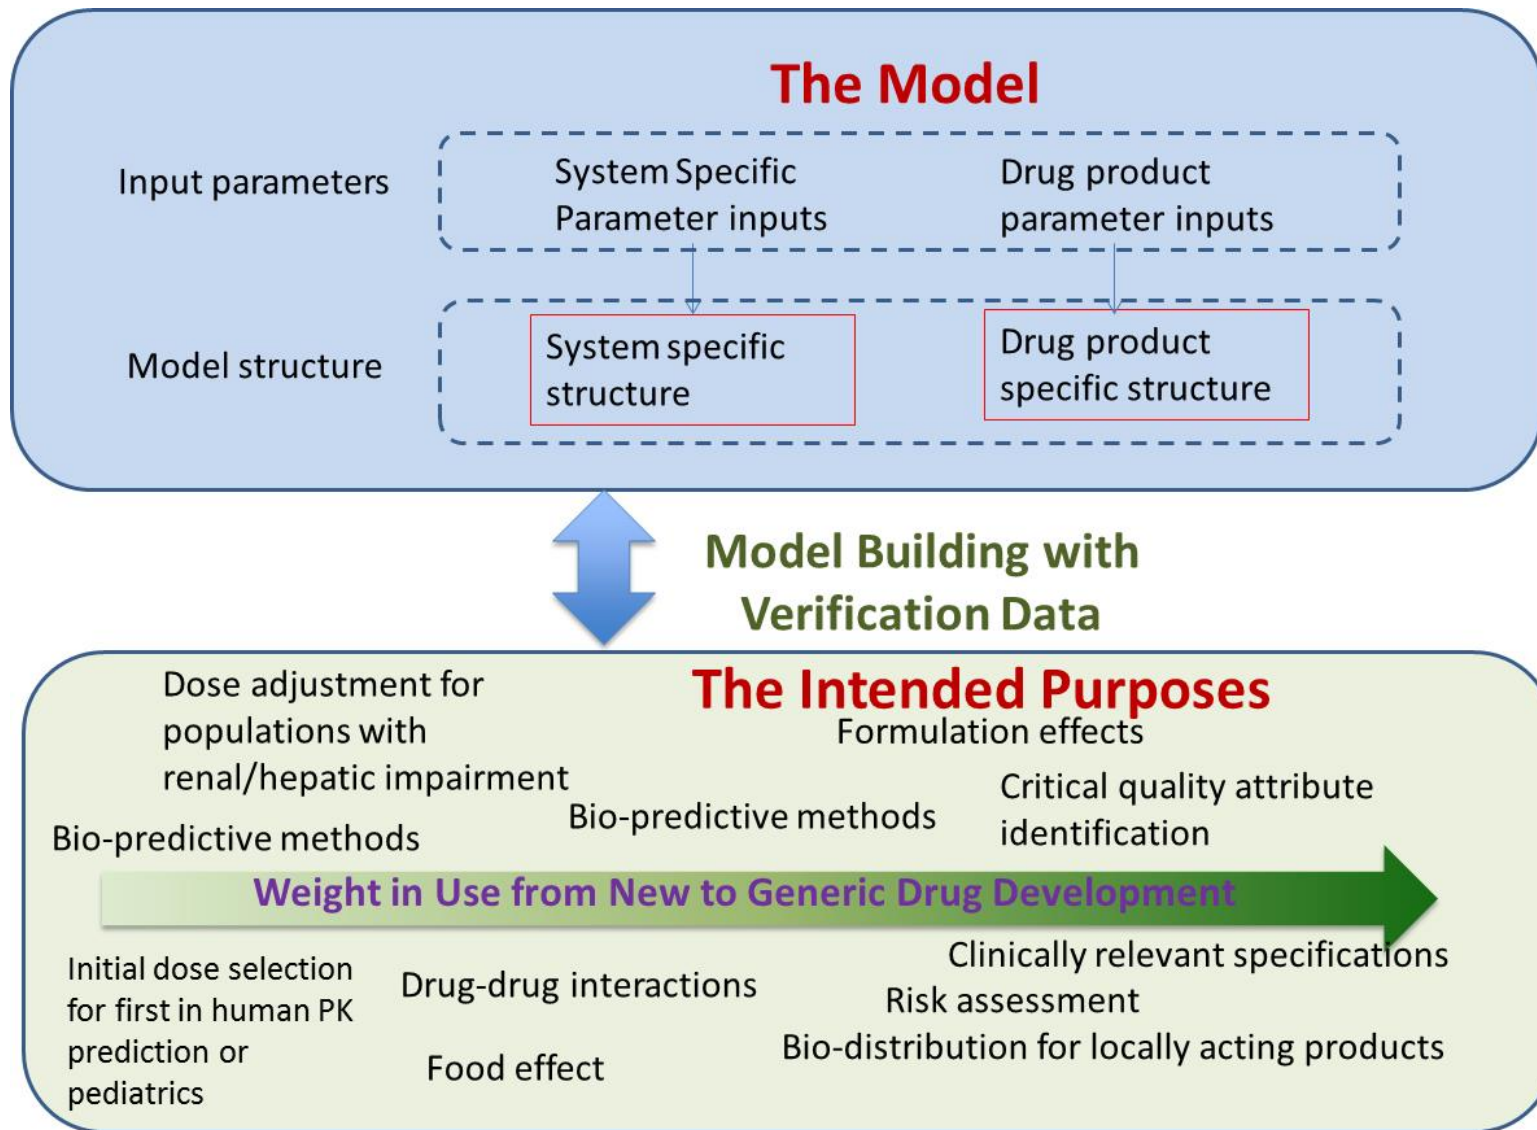 The Model
Input parameters
System Specific
Parameter inputs
Drug product
parameter inputs
Model structure
System specific
structure
Drug product
specific structure
Model Building with
Verification Data
The Intended Purposes
Dose adjustment for
populations with
renal/hepatic impairment
Formulation effects
Bio-predictive methods
Bio-predictive methods
Critical quality attribute
identification
Weight in Use from New to Generic Drug Development
Initial dose selection
for first in human PK
prediction or
pediatrics
Drug-drug interactions
Food effect
Clinically relevant specifications
Risk assessment
Bio-distribution for locally acting products